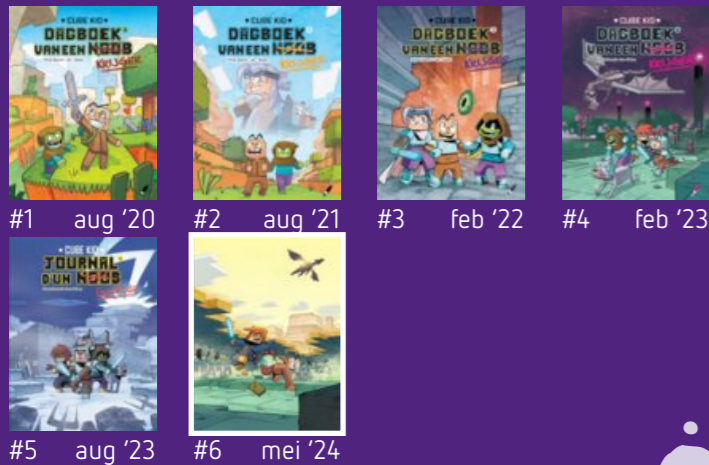 CUBE KID
DAGBOEK
VAN EEN NOOB
KRIJGER
CUBE KID
DAGBOEK
VAN EEN NOOB
KRIJGER
CUBE KID
DAGBOEK
VAN EEN NOOB
KRIJGER
CUBE KID
DAGBOEK
VAN EEN NOOB
KRIJGER
#1 aug '20
#2 aug '21
#3 feb '22
#4 feb '23
CUBE KID
JOURNAL
D'UN NOOB
#5 aug '23
#6 mei '24